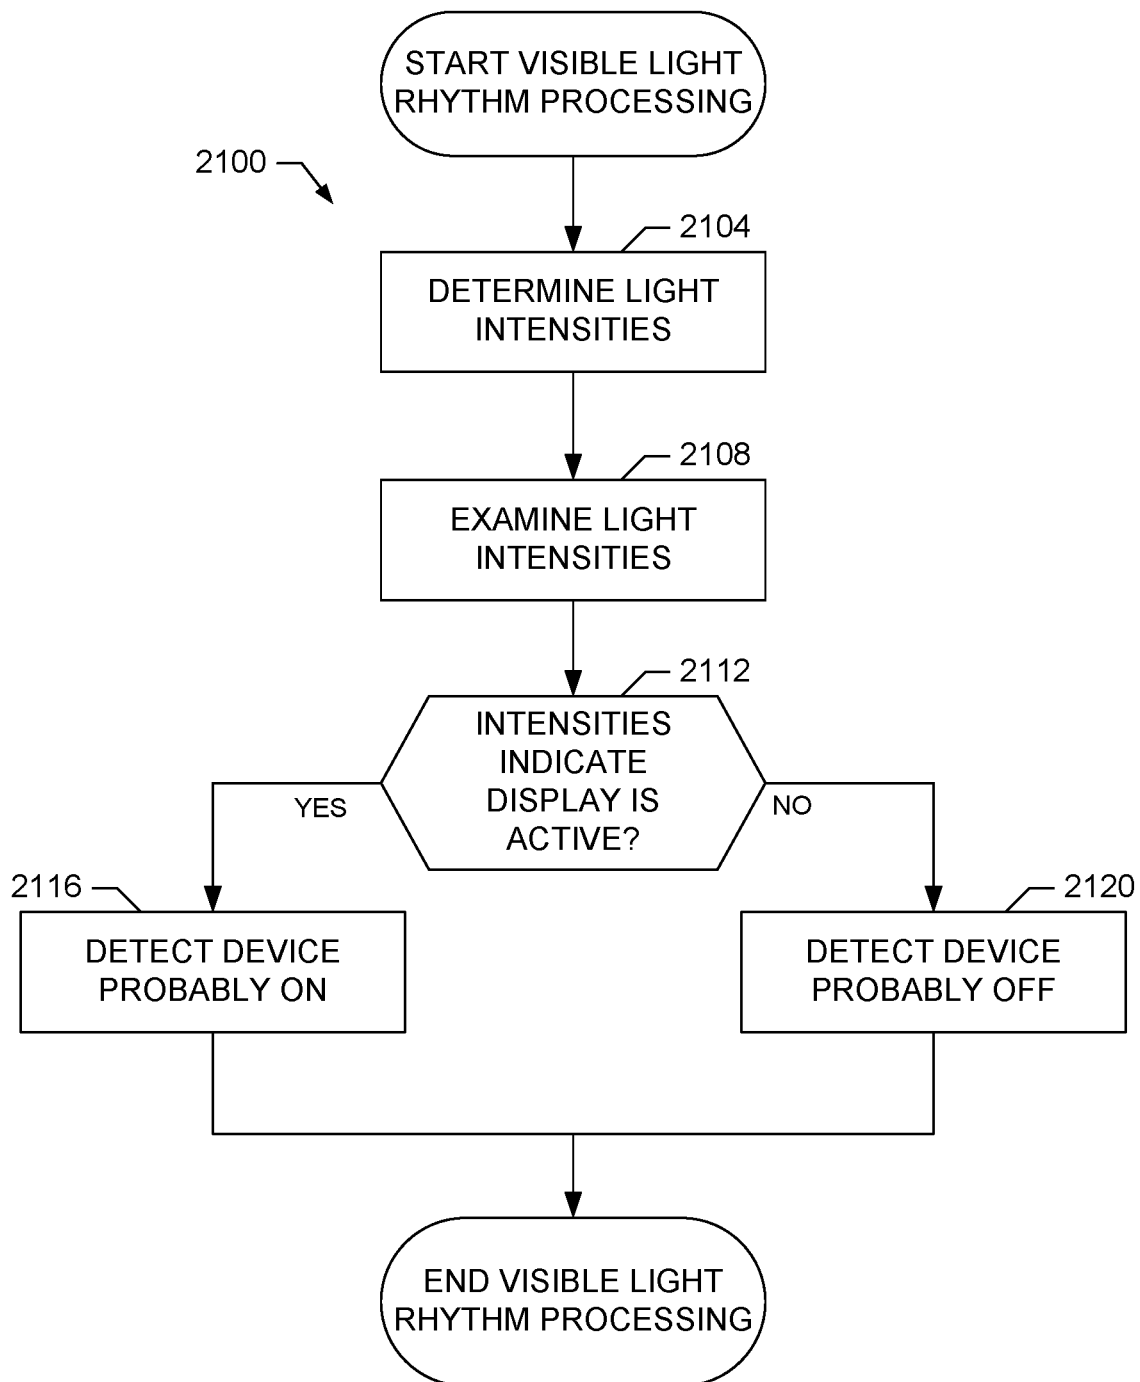 START VISIBLE LIGHT
RHYTHM PROCESSING
2100
2104
DETERMINE LIGHT
INTENSITIES
2108
EXAMINE LIGHT
INTENSITIES
2112
INTENSITIES
INDICATE
DISPLAY IS
ACTIVE?
YES
NO
2116
DETECT DEVICE
PROBABLY ON
2120
DETECT DEVICE
PROBABLY OFF
END VISIBLE LIGHT
RHYTHM PROCESSING